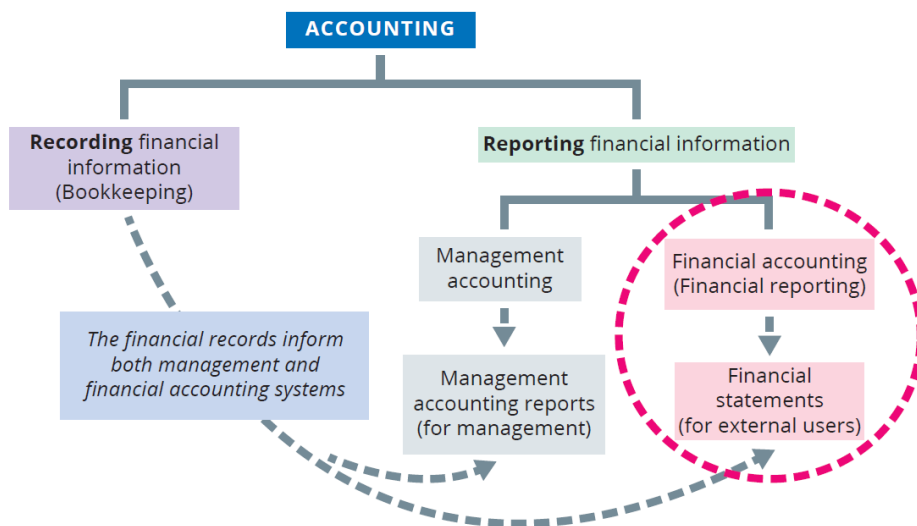 ACCOUNTING
Recording financial
information
(Bookkeeping)
Reporting financial information
Management
accounting
Financial accounting
(Financial reporting)
The financial records inform
both management and
financial accounting systems
Management
accounting reports
(for management)
Financial
statements
(for external users)